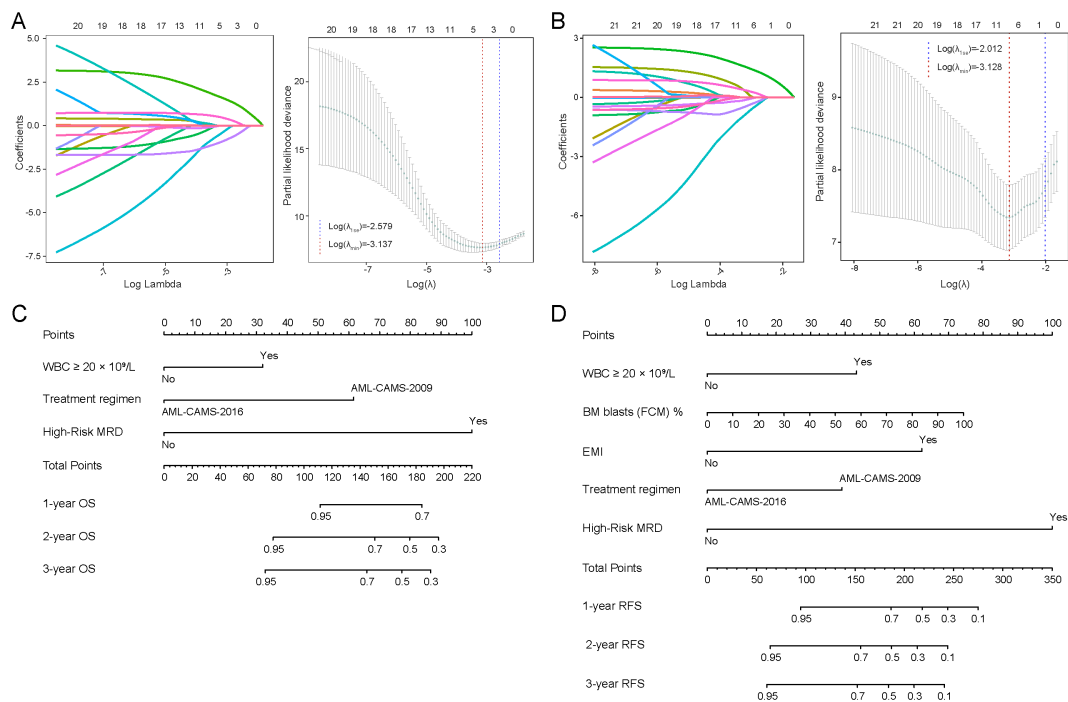 A
20 19 18 18 17 13 11 5 3 0
5.0
2.5
0.0
-2.5
-5.0
-7.5
Coefficients
-7 -5 -3
Log Lambda
20 19 19 18 17 13 11 5 3 0
20
15
10
Partial likelihood deviance
Log(λ1se)=-2.579
Log(λmin)=-3.137
-7 -5 -3
Log(λ)
B
21 21 20 19 18 17 11 6 1 0
3
0
-3
-6
Coefficients
-8 -6 -4 -2
Log Lambda
21 21 20 19 18 17 11 6 1 0
9
8
7
Partial likelihood deviance
Log(λ1se)=-2.012
Log(λmin)=-3.128
-8 -6 -4 -2
Log(λ)
C
0 10 20 30 40 50 60 70 80 90 100
Points
Yes
WBC ≥ 20 × 10⁹/L
No
AML-CAMS-2009
Treatment regimen
AML-CAMS-2016
Yes
High-Risk MRD
No
Total Points
0 20 40 60 80 100 120 140 160 180 200 220
1-year OS
0.95 0.7
2-year OS
0.95 0.7 0.5 0.3
3-year OS
0.95 0.7 0.5 0.3
D
0 10 20 30 40 50 60 70 80 90 100
Points
Yes
WBC ≥ 20 × 10⁹/L
No
BM blasts (FCM) %
0 10 20 30 40 50 60 70 80 100
Yes
EMI
No
AML-CAMS-2009
Treatment regimen
AML-CAMS-2016
Yes
High-Risk MRD
No
Total Points
0 50 100 150 200 250 300 350
1-year RFS
0.95 0.7 0.5 0.3 0.1
2-year RFS
0.95 0.7 0.5 0.3 0.1
3-year RFS
0.95 0.7 0.5 0.3 0.1